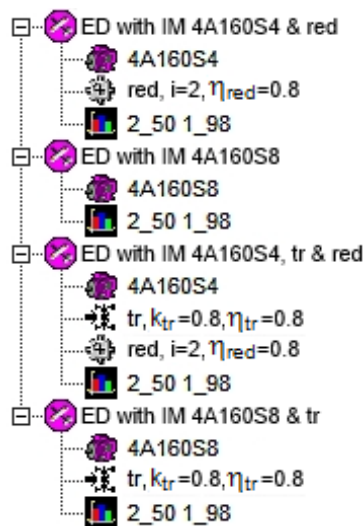 ED with IM 4A160S4 & red
4A160S4
red, i=2,ηred=0.8
2_50 1_98
ED with IM 4A160S8
4A160S8
2_50 1_98
ED with IM 4A160S4, tr & red
4A160S4
tr, ktr=0.8,ηtr=0.8
red, i=2,ηred=0.8
2_50 1_98
ED with IM 4A160S8 & tr
4A160S8
tr, ktr=0.8,ηtr=0.8
2_50 1_98